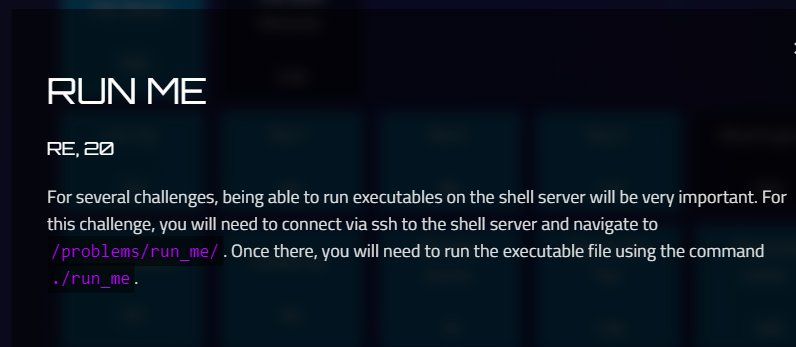 RUN ME
RE, 20
For several challenges, being able to run executables on the shell server will be very important. For
this challenge, you will need to connect via ssh to the shell server and navigate to
/problems/run_me/. Once there, you will need to run the executable file using the command
./run_me.